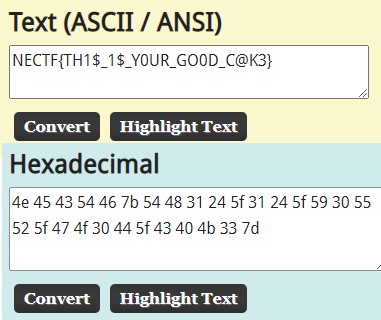 Text (ASCII / ANSI)
NECTF{TH1$_1$_Y0UR_GO0D_C@K3}
Convert Highlight Text
Hexadecimal
4e 45 43 54 46 7b 54 48 31 24 5f 31 24 5f 59 30 55
52 5f 47 4f 30 44 5f 43 40 4b 33 7d
Convert Highlight Text